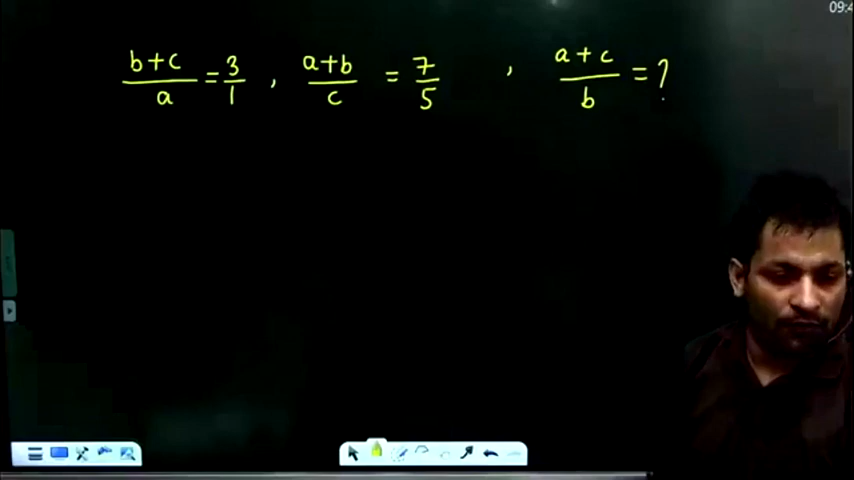 09:4
(b+c)/a = 3/1 , (a+b)/c = 7/5 , (a+c)/b = ?